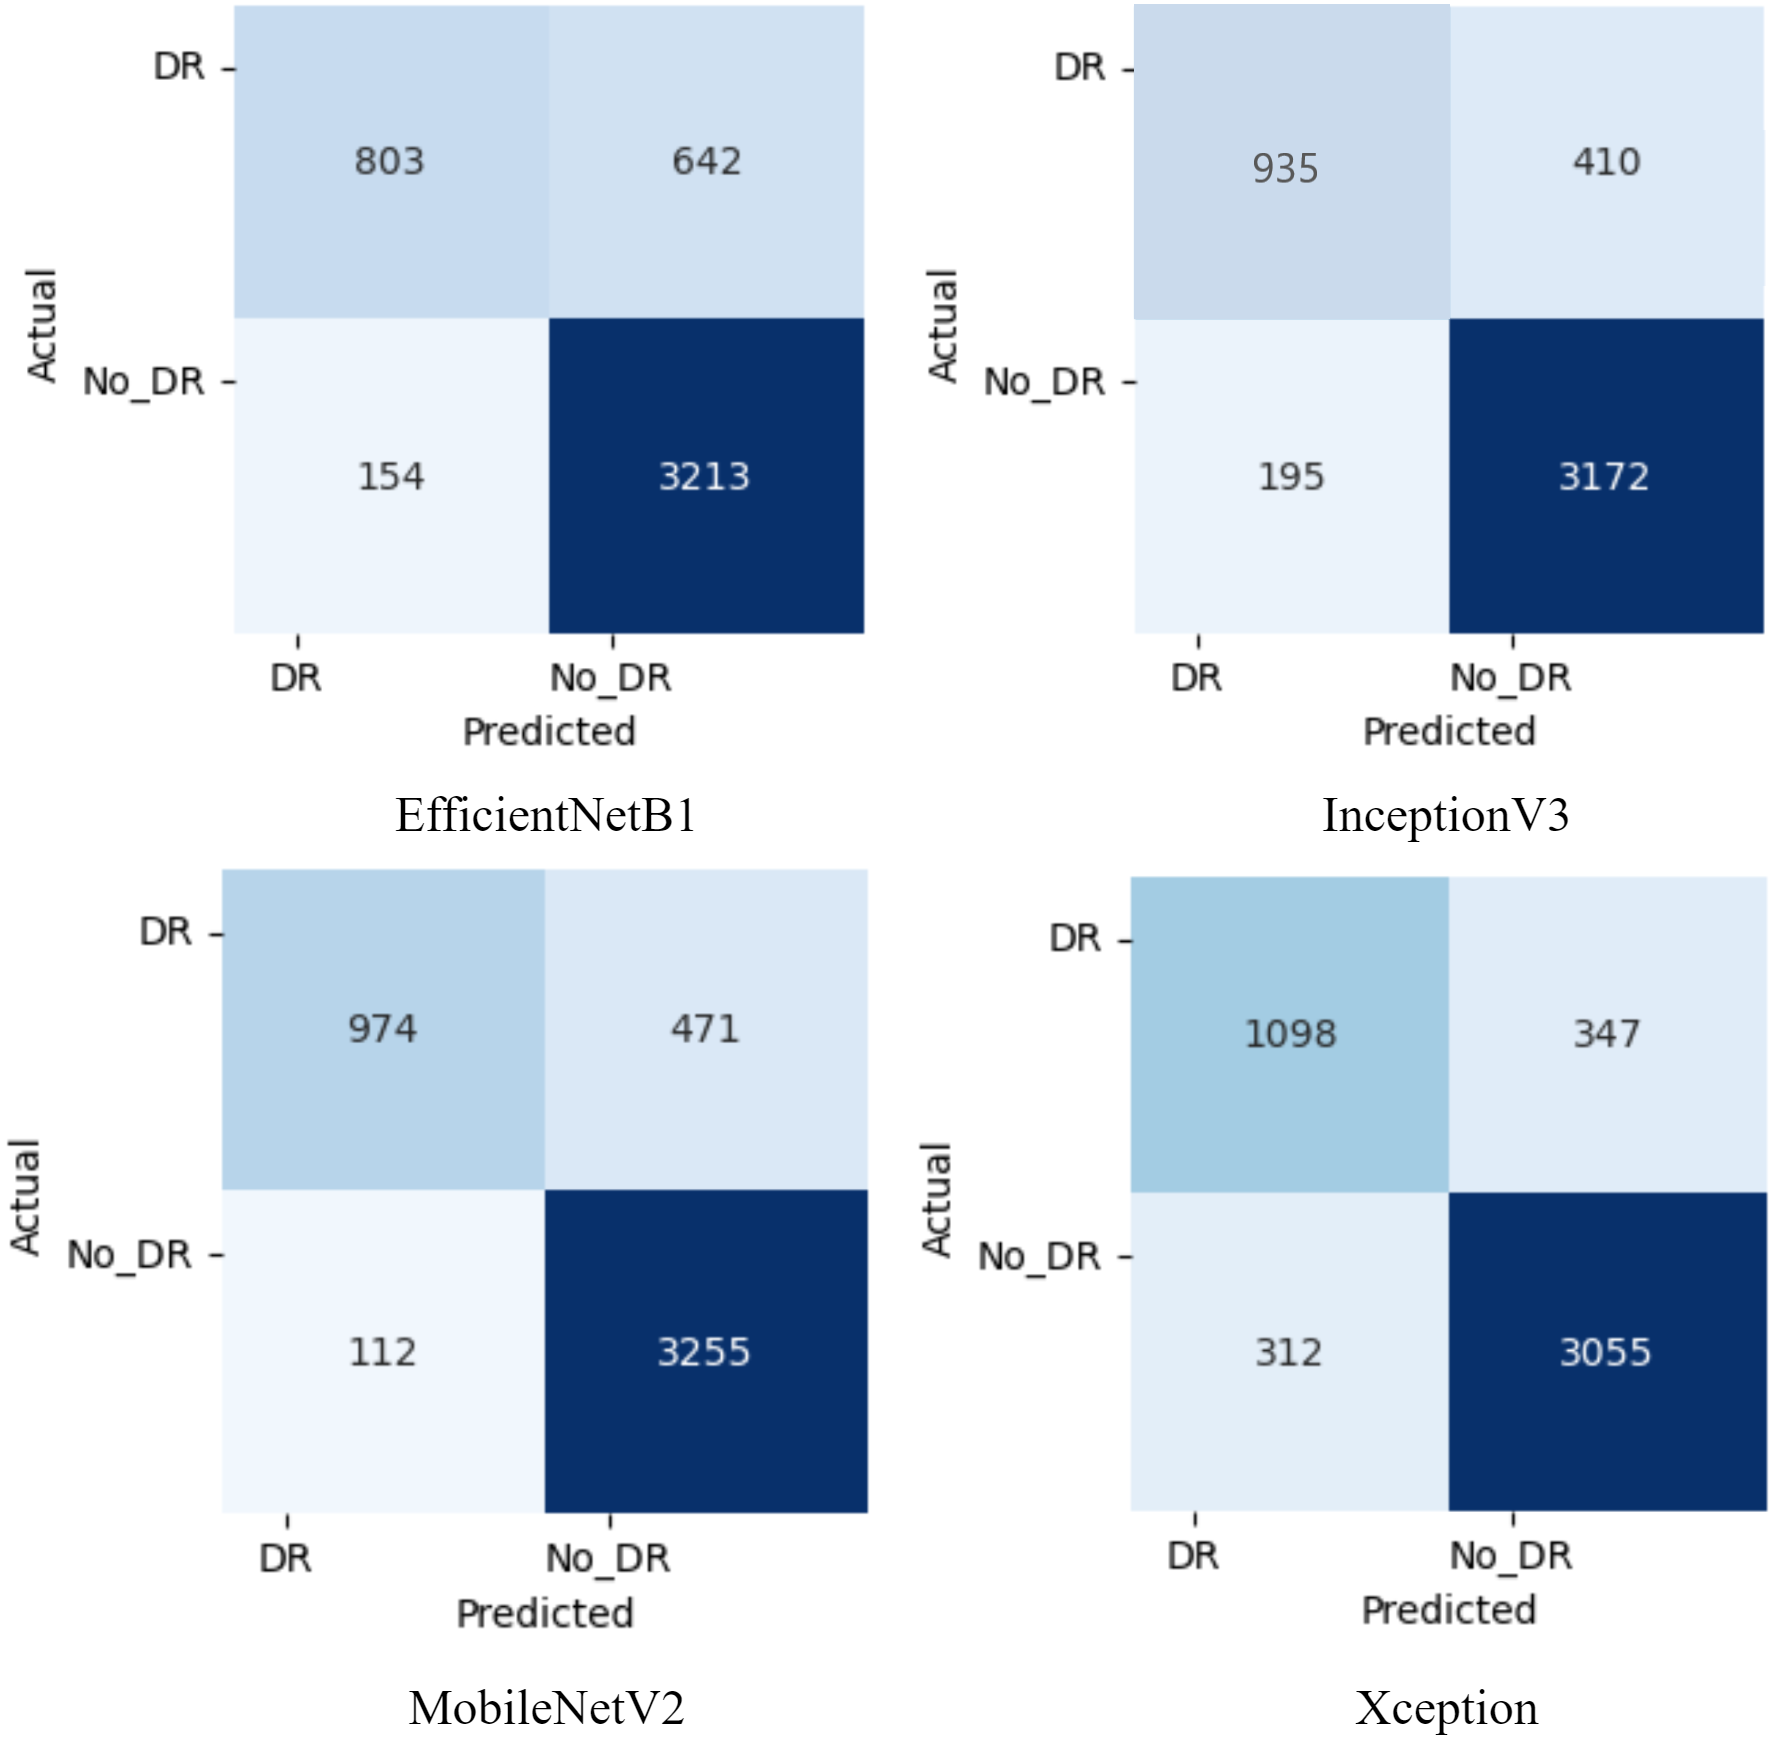 DR
803 642
Actual
No_DR
154 3213
DR No_DR
Predicted
EfficientNetB1
DR
935 410
Actual
No_DR
195 3172
DR No_DR
Predicted
InceptionV3
DR
974 471
Actual
No_DR
112 3255
DR No_DR
Predicted
MobileNetV2
DR
1098 347
Actual
No_DR
312 3055
DR No_DR
Predicted
Xception